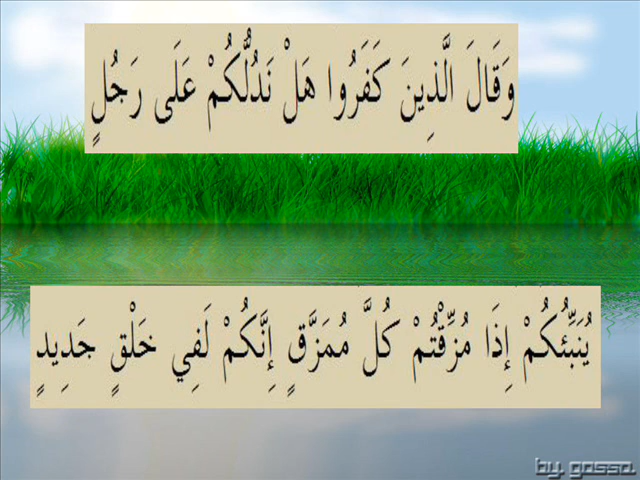 وَقَالَ الَّذِينَ كَفَرُوا هَلْ نَدُلُّكُمْ عَلَى رَجُلٍ
يُنَبِّئُكُمْ إِذَا مُزِّقْتُمْ كُلَّ مُمَزَّقٍ إِنَّكُمْ لَفِي خَلْقٍ جَدِيدٍ
by gassa